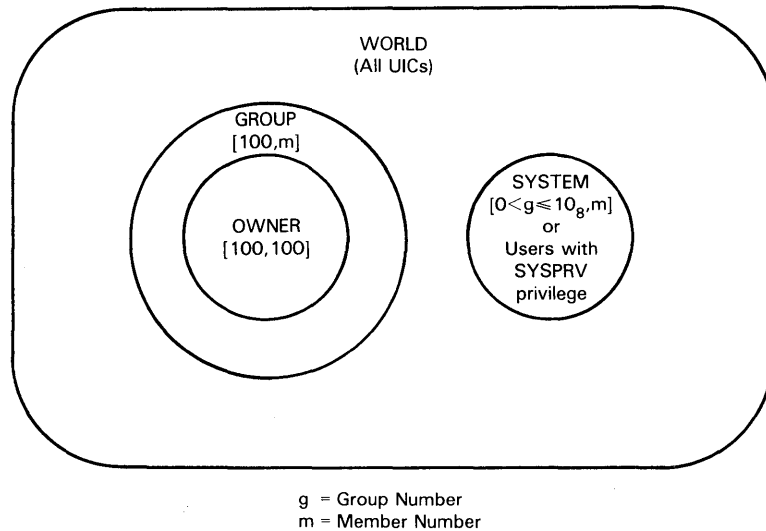 WORLD
(All UICs)
GROUP
[100,m]
OWNER
[100,100]
SYSTEM
[0<g≤10₈,m]
or
Users with
SYSPRV
privilege
g = Group Number
m = Member Number